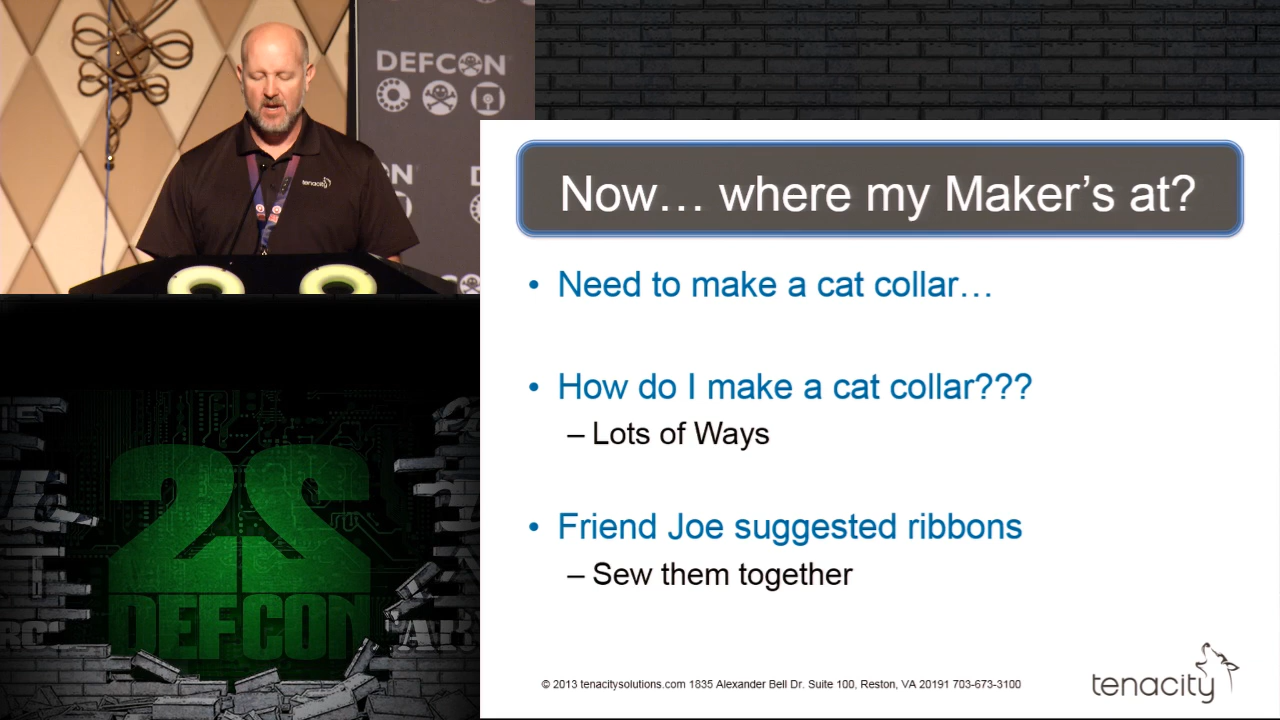 DEFCON
tenacity
Now… where my Maker's at?
• Need to make a cat collar…
• How do I make a cat collar???
– Lots of Ways
• Friend Joe suggested ribbons
– Sew them together
© 2013 tenacitysolutions.com 1835 Alexander Bell Dr. Suite 100, Reston, VA 20191 703-673-3100
tenacity
22
DEFCON